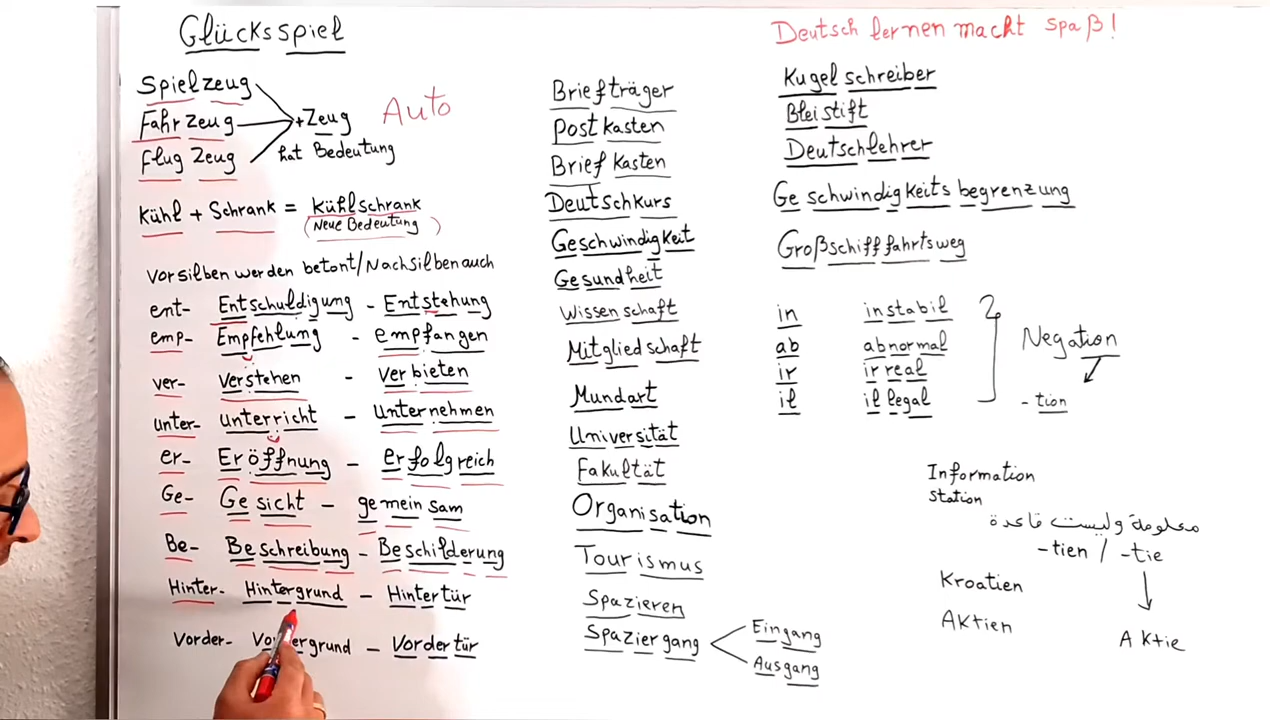 Glücksspiel
Spielzeug
Fahrzeug
Flug Zeug
+Zeug
hat Bedeutung
Auto
Kühl + Schrank = Kühlschrank
(Neue Bedeutung)
Vorsilben werden betont/Nachsilben auch
ent- Entschuldigung - Entstehung
emp- Empfehlung - empfangen
ver- Verstehen - Verbieten
unter- Unterricht - Unternehmen
er- Eröffnung - erfolgreich
Ge- Gesicht - gemeinsam
Be- Beschreibung - Beschilderung
Hinter- Hintergrund - Hintertür
Vorder- grund - Vordertür
Briefträger
Postkasten
Briefkasten
Deutschkurs
Geschwindigkeit
Gesundheit
Wissenschaft
Mitgliedschaft
Mundart
Universität
Fakultät
Organisation
Tourismus
Spazieren
Spaziergang
Eingang
Ausgang
Deutsch lernen macht Spaß!
Kugelschreiber
Bleistift
Deutschlehrer
Geschwindigkeitsbegrenzung
Großschifffahrtsweg
in instabil
ab abnormal
ir irreal
il illegal
Negation
-tion
Information
Station
معلومة وليست قاعدة
-tien / -tie
Kroatien
Aktien
Aktie